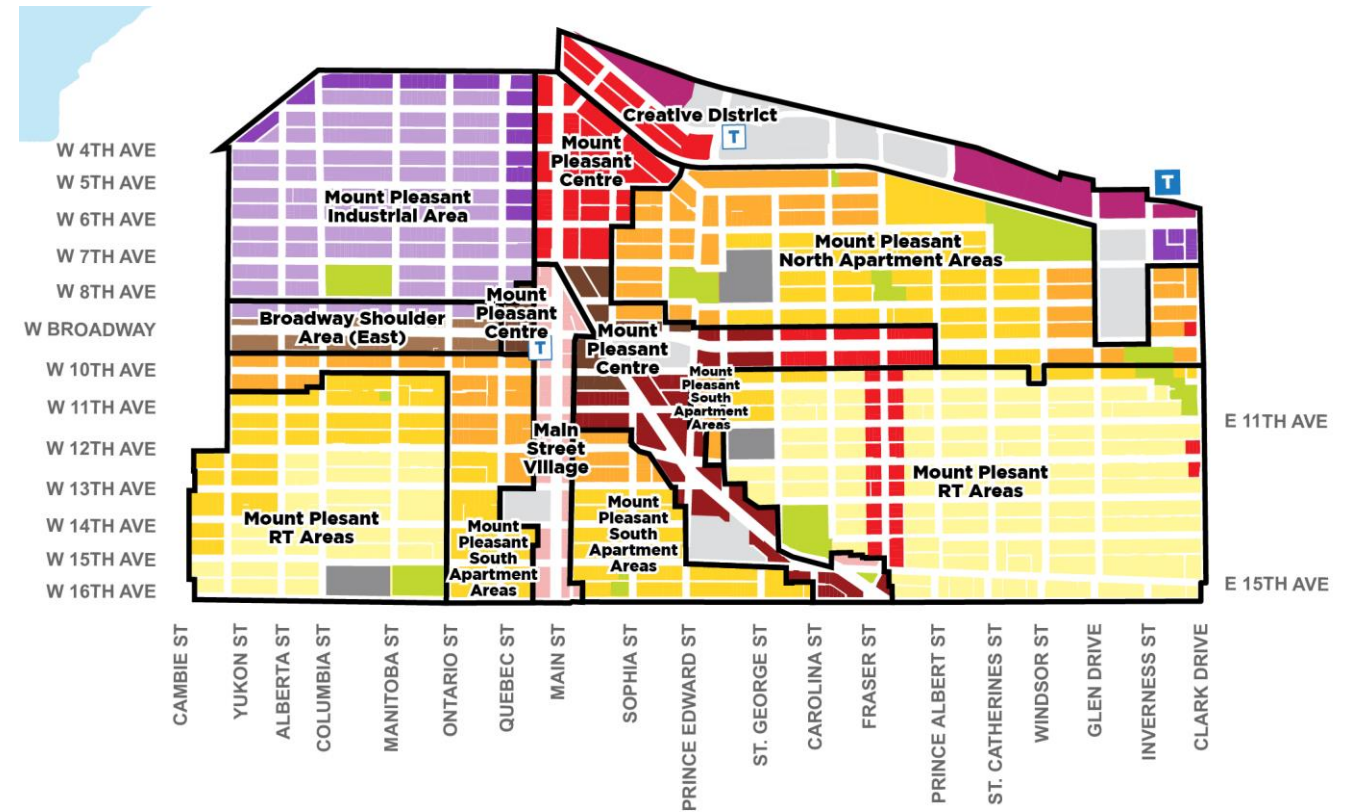 Creative District
T
Mount
Pleasant
Centre
T
W 4TH AVE
W 5TH AVE
W 6TH AVE
W 7TH AVE
W 8TH AVE
W BROADWAY
W 10TH AVE
W 11TH AVE
W 12TH AVE
W 13TH AVE
W 14TH AVE
W 15TH AVE
W 16TH AVE
Mount Pleasant
Industrial Area
Mount Pleasant
North Apartment Areas
Mount
Pleasant
Centre
T
Broadway Shoulder
Area (East)
Mount
Pleasant
Centre
Mount
Pleasant
South
Apartment
Areas
Main
Street
Village
E 11TH AVE
Mount Plesant
RT Areas
Mount Plesant
RT Areas
Mount
Pleasant
South
Apartment
Areas
Mount
Pleasant
South
Apartment
Areas
E 15TH AVE
CAMBIE ST
YUKON ST
ALBERTA ST
COLUMBIA ST
MANITOBA ST
ONTARIO ST
QUEBEC ST
MAIN ST
SOPHIA ST
PRINCE EDWARD ST
ST. GEORGE ST
CAROLINA ST
FRASER ST
PRINCE ALBERT ST
ST. CATHERINES ST
WINDSOR ST
GLEN DRIVE
INVERNESS ST
CLARK DRIVE